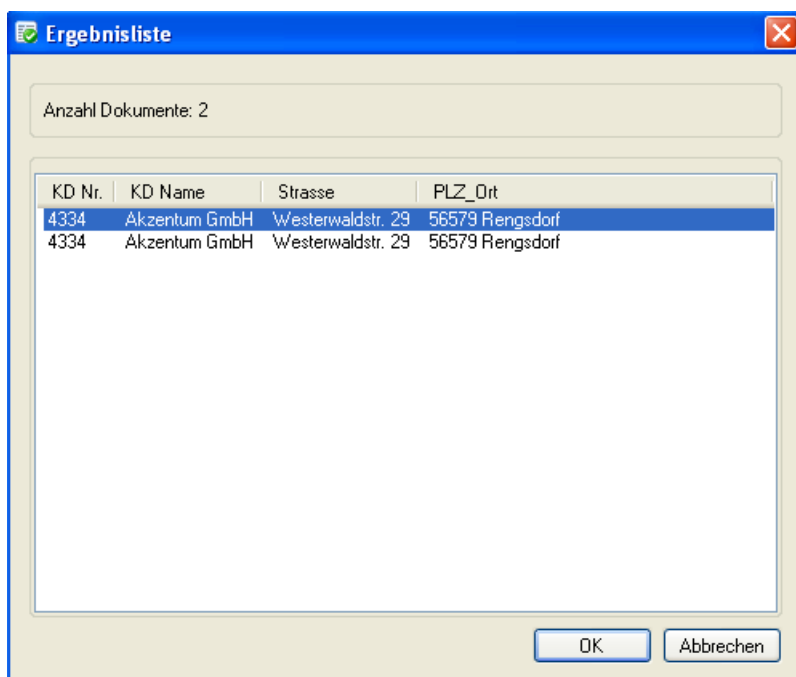 Ergebnisliste
Anzahl Dokumente: 2
KD Nr. KD Name Strasse PLZ_Ort
4334 Akzentum GmbH Westerwaldstr. 29 56579 Rengsdorf
4334 Akzentum GmbH Westerwaldstr. 29 56579 Rengsdorf
OK Abbrechen